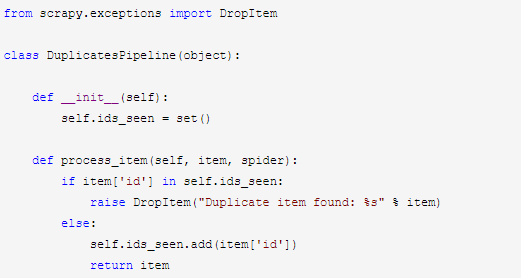 from scrapy.exceptions import DropItem
class DuplicatesPipeline(object):
    def __init__(self):
        self.ids_seen = set()
    def process_item(self, item, spider):
        if item['id'] in self.ids_seen:
            raise DropItem("Duplicate item found: %s" % item)
        else:
            self.ids_seen.add(item['id'])
            return item